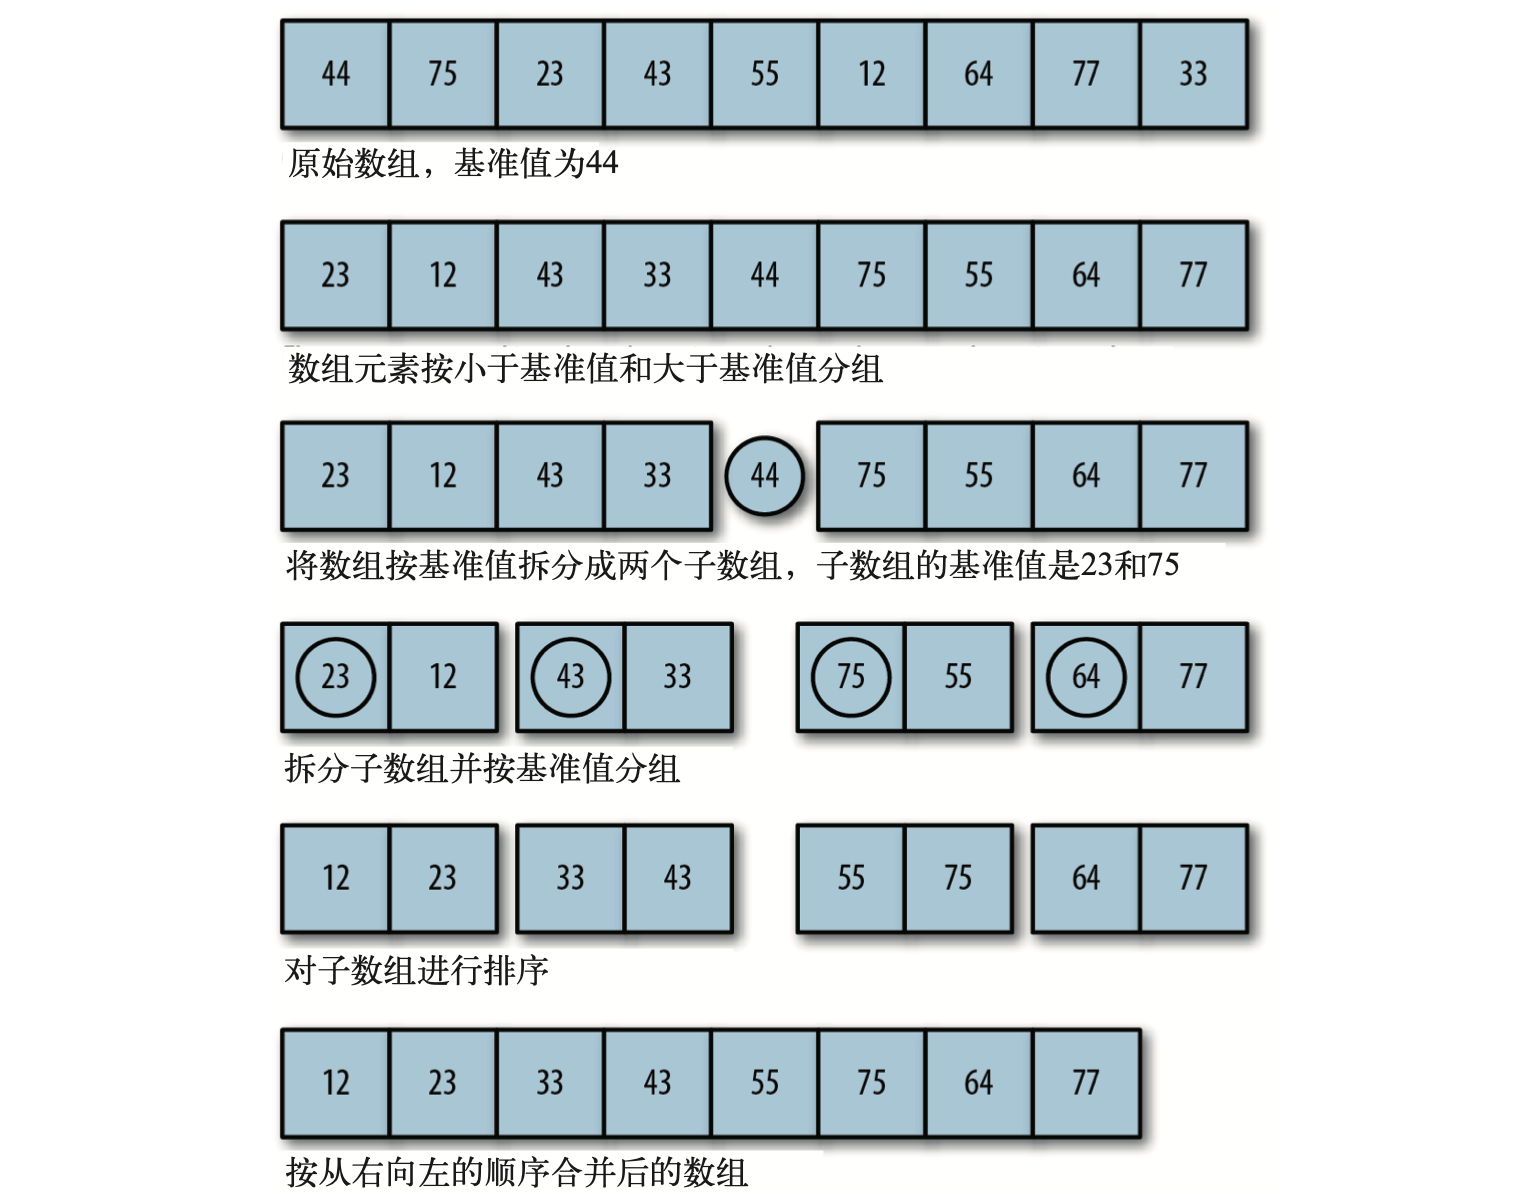 44 75 23 43 55 12 64 77 33
原始数组，基准值为44
23 12 43 33 44 75 55 64 77
数组元素按小于基准值和大于基准值分组
23 12 43 33 44 75 55 64 77
将数组按基准值拆分成两个子数组，子数组的基准值是23和75
23 12 43 33 75 55 64 77
拆分子数组并按基准值分组
12 23 33 43 55 75 64 77
对子数组进行排序
12 23 33 43 55 75 64 77
按从右向左的顺序合并后的数组